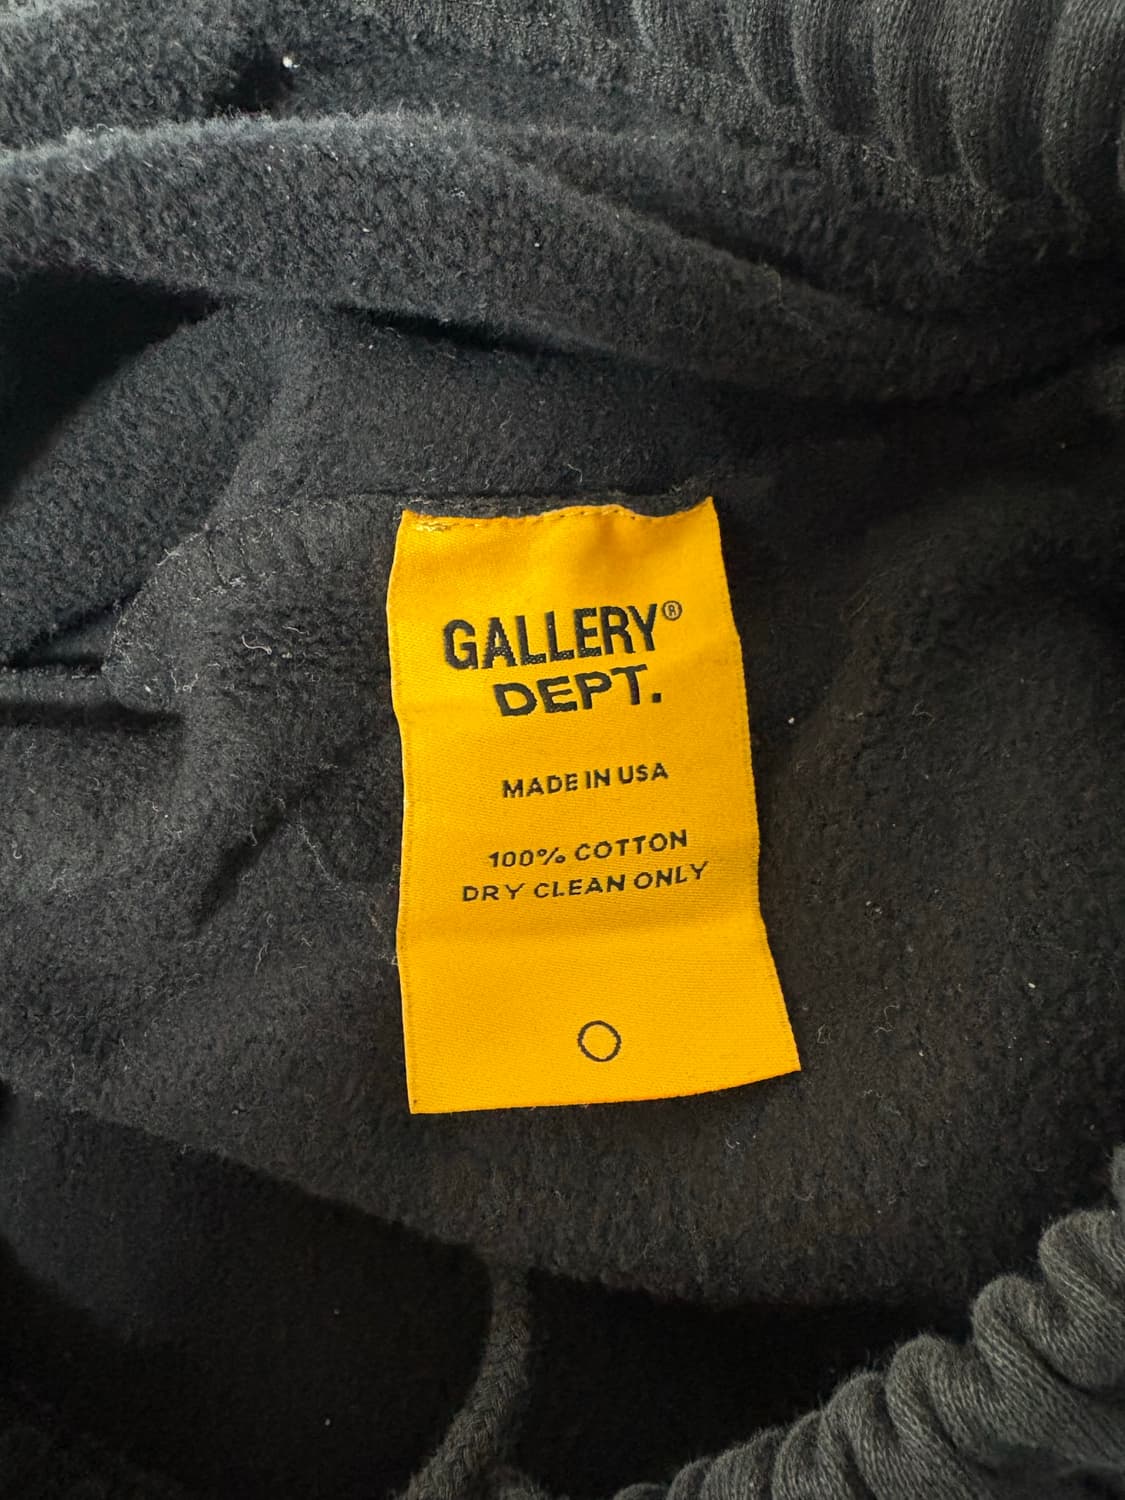 GALLERY®
DEPT.
MADE IN USA
100% COTTON
DRY CLEAN ONLY